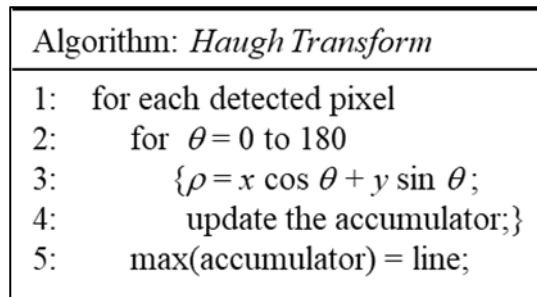 Algorithm: Haugh Transform
1: for each detected pixel
2: for θ = 0 to 180
3: {ρ = x cos θ + y sin θ ;
4: update the accumulator;}
5: max(accumulator) = line;